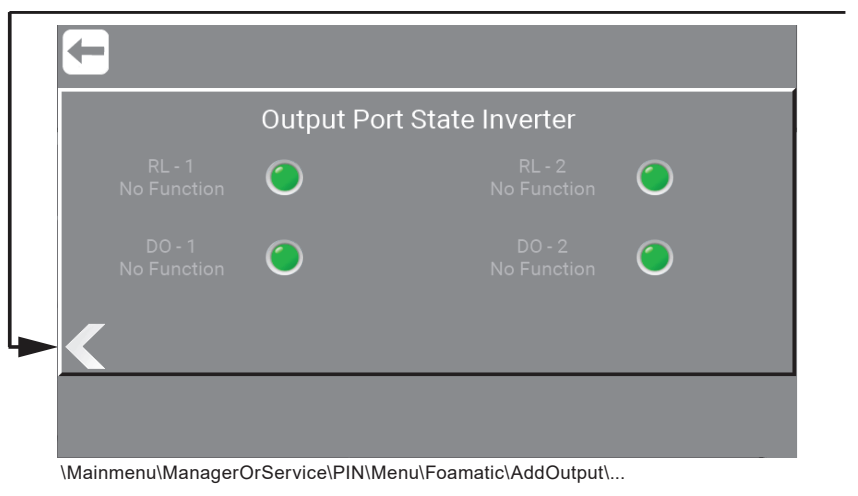 Output Port State Inverter
RL - 1
No Function
RL - 2
No Function
DO - 1
No Function
DO - 2
No Function
\Mainmenu\ManagerOrService\PIN\Menu\Foamatic\AddOutput\...